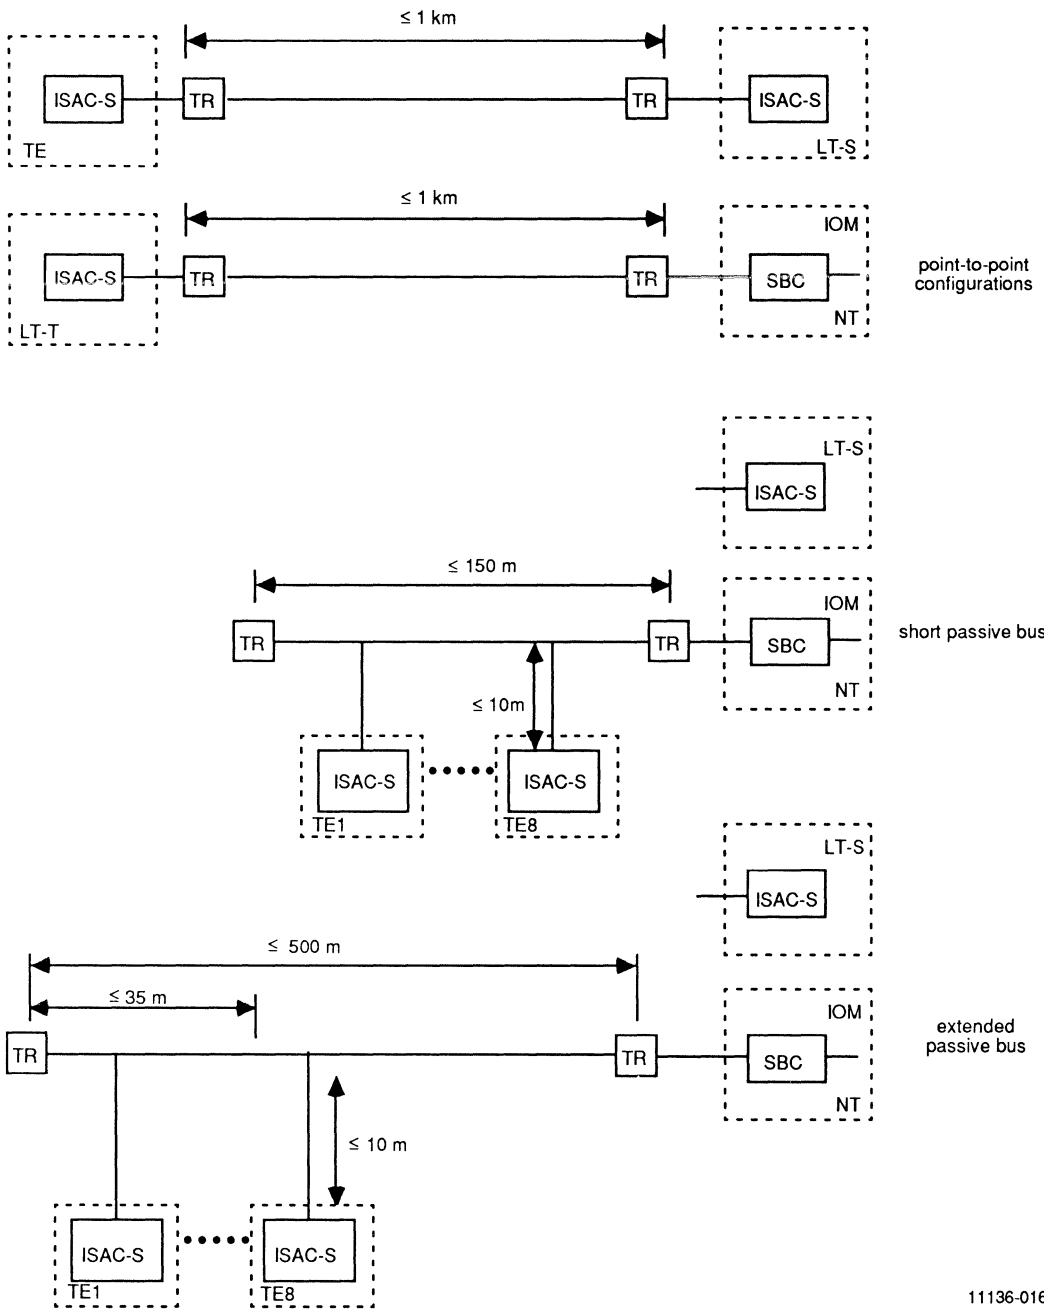 ≤ 1 km
ISAC-S
TR
TR
ISAC-S
TE
LT-S
≤ 1 km
IOM
ISAC-S
TR
TR
SBC
point-to-point
configurations
LT-T
NT
LT-S
ISAC-S
≤ 150 m
IOM
TR
TR
SBC
short passive bus
NT
≤ 10m
ISAC-S
ISAC-S
TE1
TE8
LT-S
ISAC-S
≤ 500 m
≤ 35 m
IOM
TR
TR
SBC
extended
passive bus
NT
≤ 10 m
ISAC-S
ISAC-S
TE1
TE8
11136-016